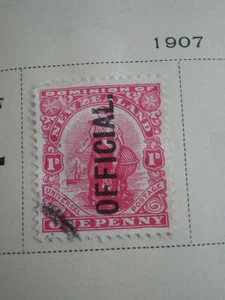 1907
DOMINION OF
NEW ZEALAND
OFFICIAL.
1D 1D
UNIVERSAL POSTAGE
ONE PENNY